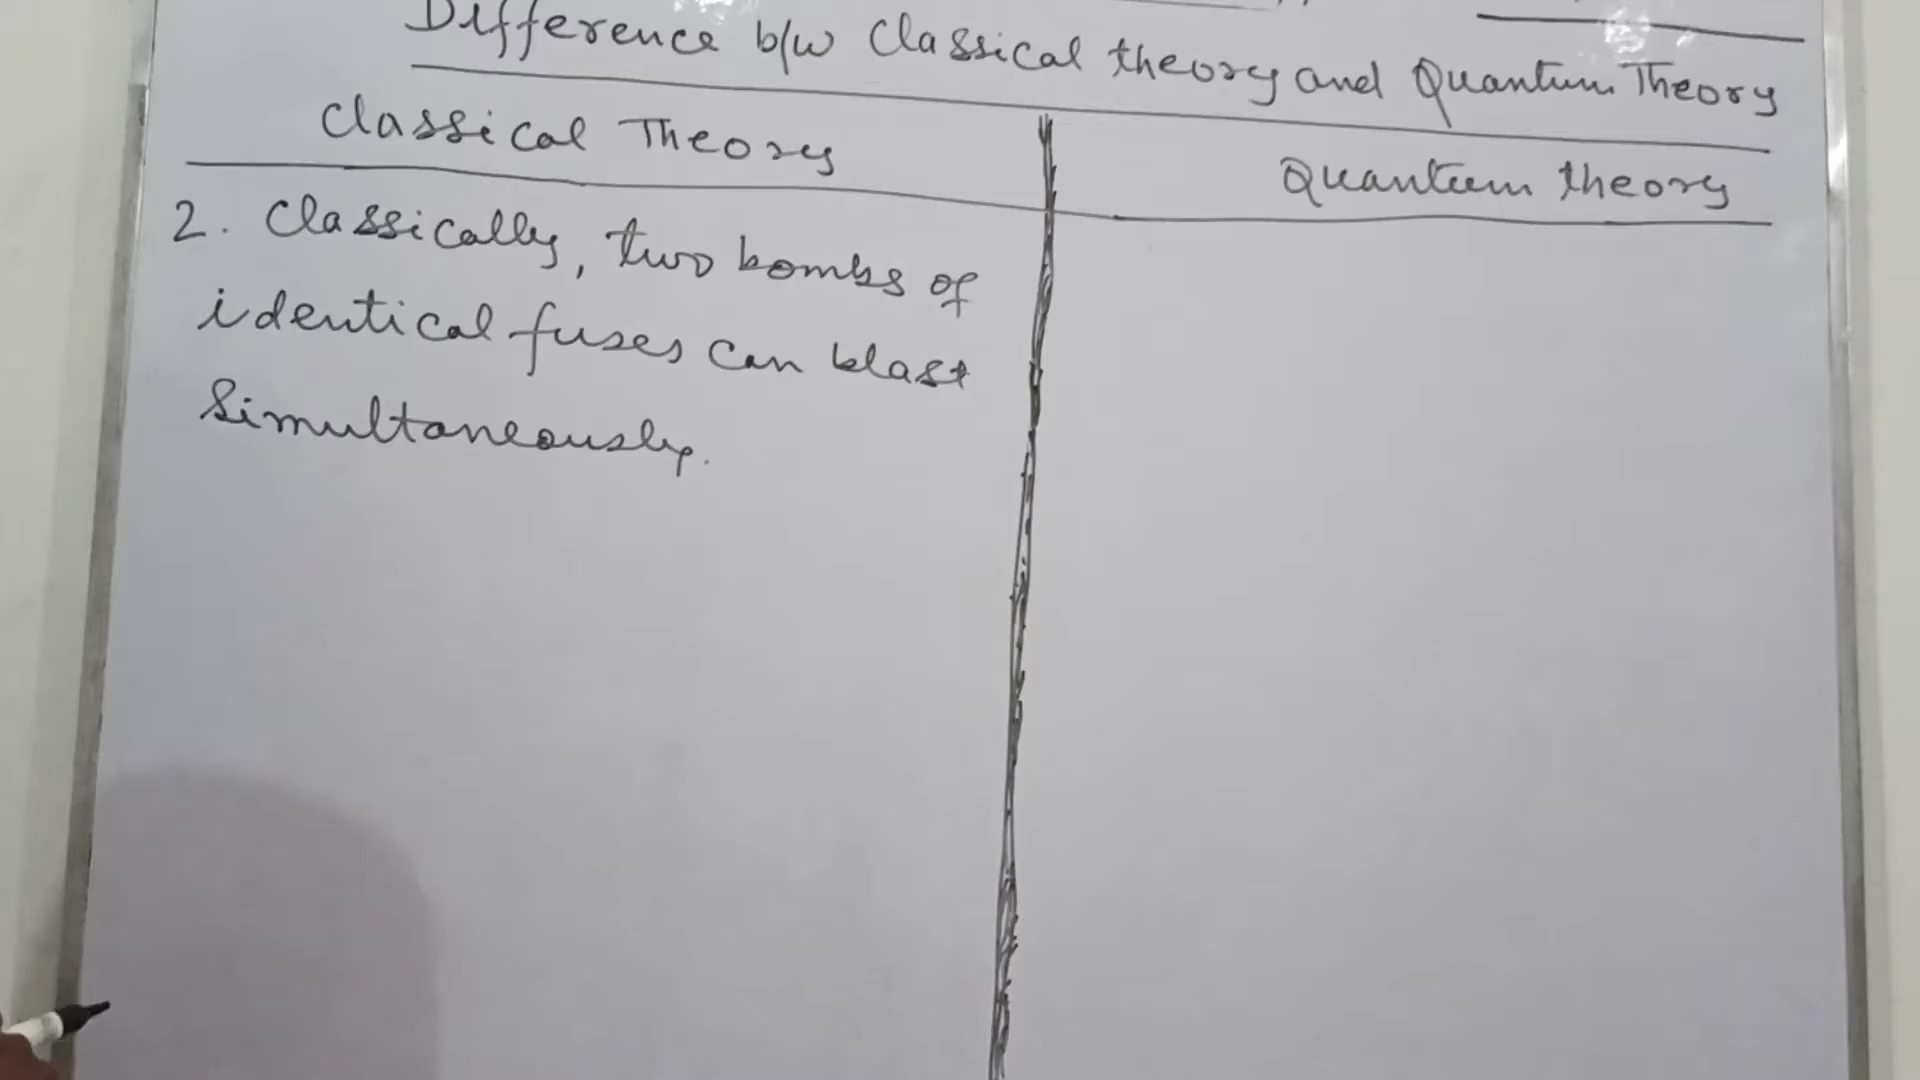 Difference b/w Classical theory and Quantum Theory
Classical Theory
Quantum theory
2. Classically, two bombs of
identical fuses can blast
Simultaneously.